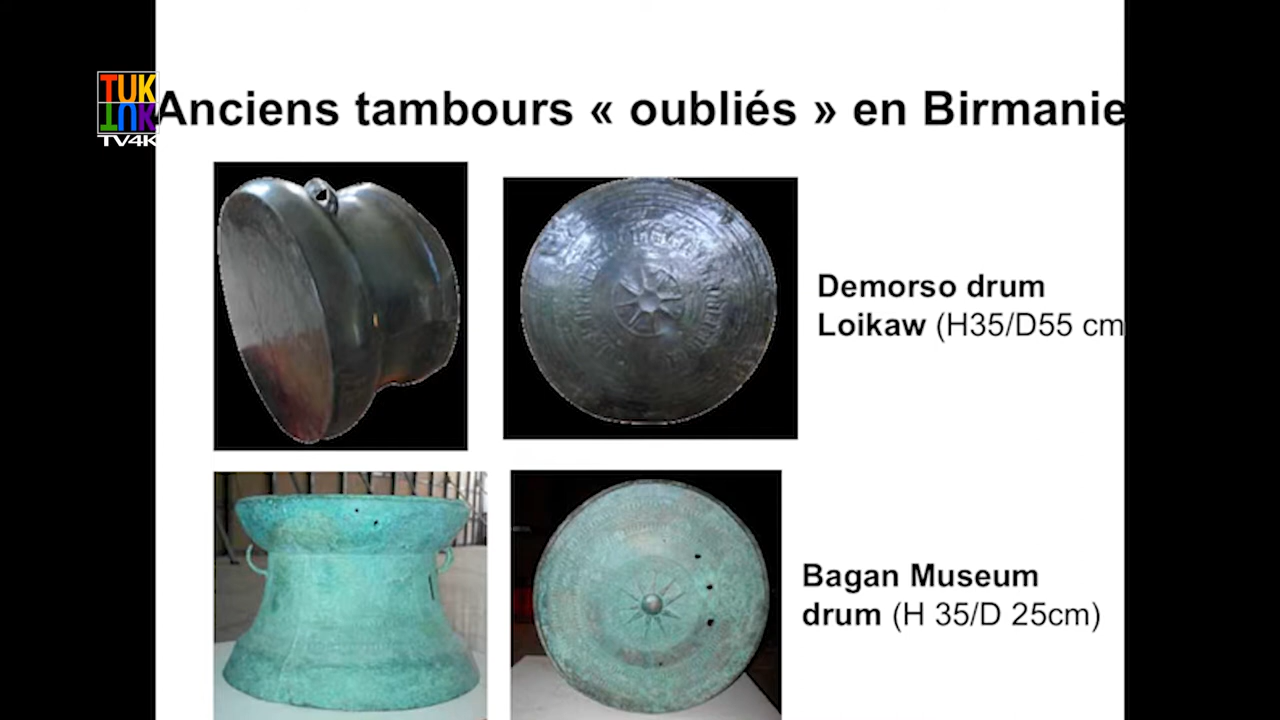 TUK
TUK
TV4K
Anciens tambours « oubliés » en Birmanie
Demorso drum
Loikaw (H35/D55 cm
Bagan Museum
drum (H 35/D 25cm)